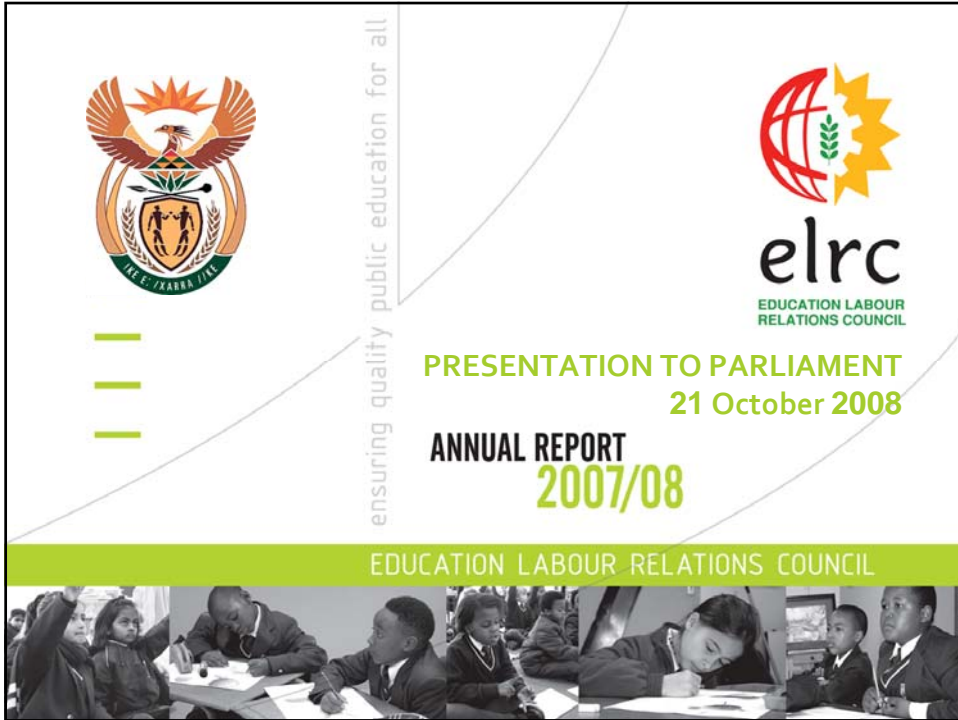 ensuring quality public education for all
!KE E: /XARRA //KE
elrc
EDUCATION LABOUR
RELATIONS COUNCIL
PRESENTATION TO PARLIAMENT
21 October 2008
ANNUAL REPORT
2007/08
EDUCATION LABOUR RELATIONS COUNCIL